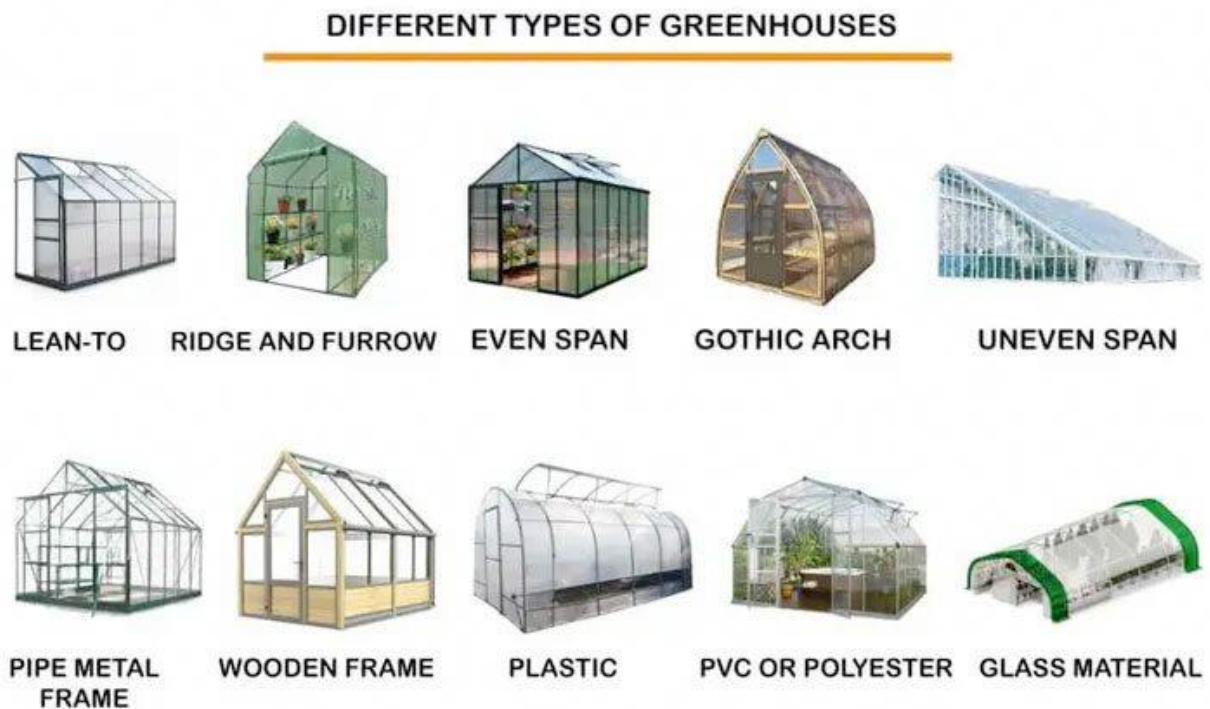 DIFFERENT TYPES OF GREENHOUSES
LEAN-TO
RIDGE AND FURROW
EVEN SPAN
GOTHIC ARCH
UNEVEN SPAN
PIPE METAL
FRAME
WOODEN FRAME
PLASTIC
PVC OR POLYESTER
GLASS MATERIAL